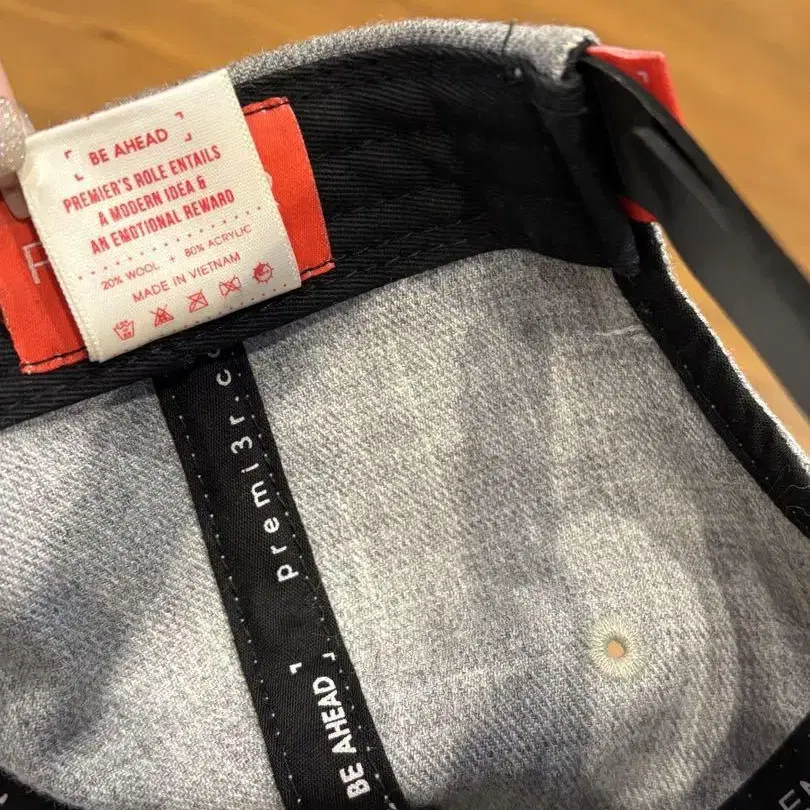 BE AHEAD
PREMIER'S ROLE ENTAILS
A MODERN IDEA &
AN EMOTIONAL REWARD
20% WOOL + 80% ACRYLIC
MADE IN VIETNAM
premi3r.c
BE AHEAD